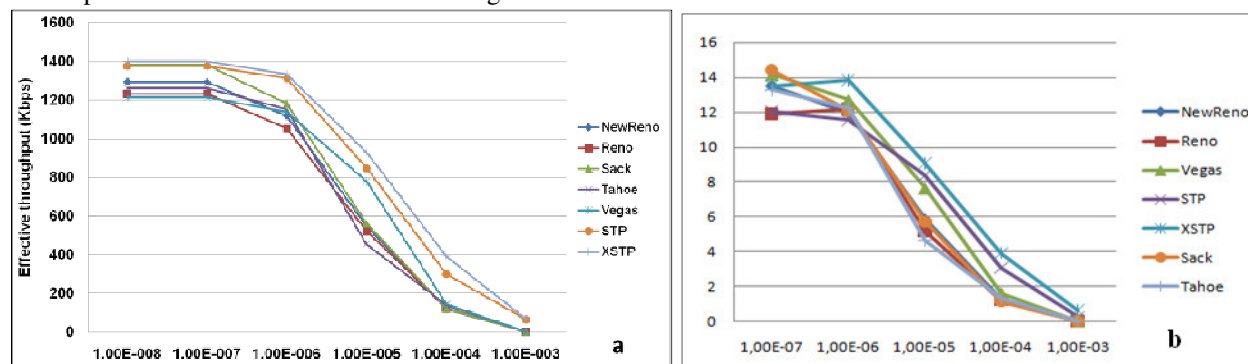 Effective throughput (Kbps)
1600
1400
1200
1000
800
600
400
200
0
1,00E-008 1,00E-007 1,00E-006 1,00E-005 1,00E-004 1,00E-003
NewReno
Reno
Sack
Tahoe
Vegas
STP
XSTP
a
16
14
12
10
8
6
4
2
0
1,00E-07 1,00E-06 1,00E-05 1,00E-04 1,00E-03
NewReno
Reno
Vegas
STP
XSTP
Sack
Tahoe
b